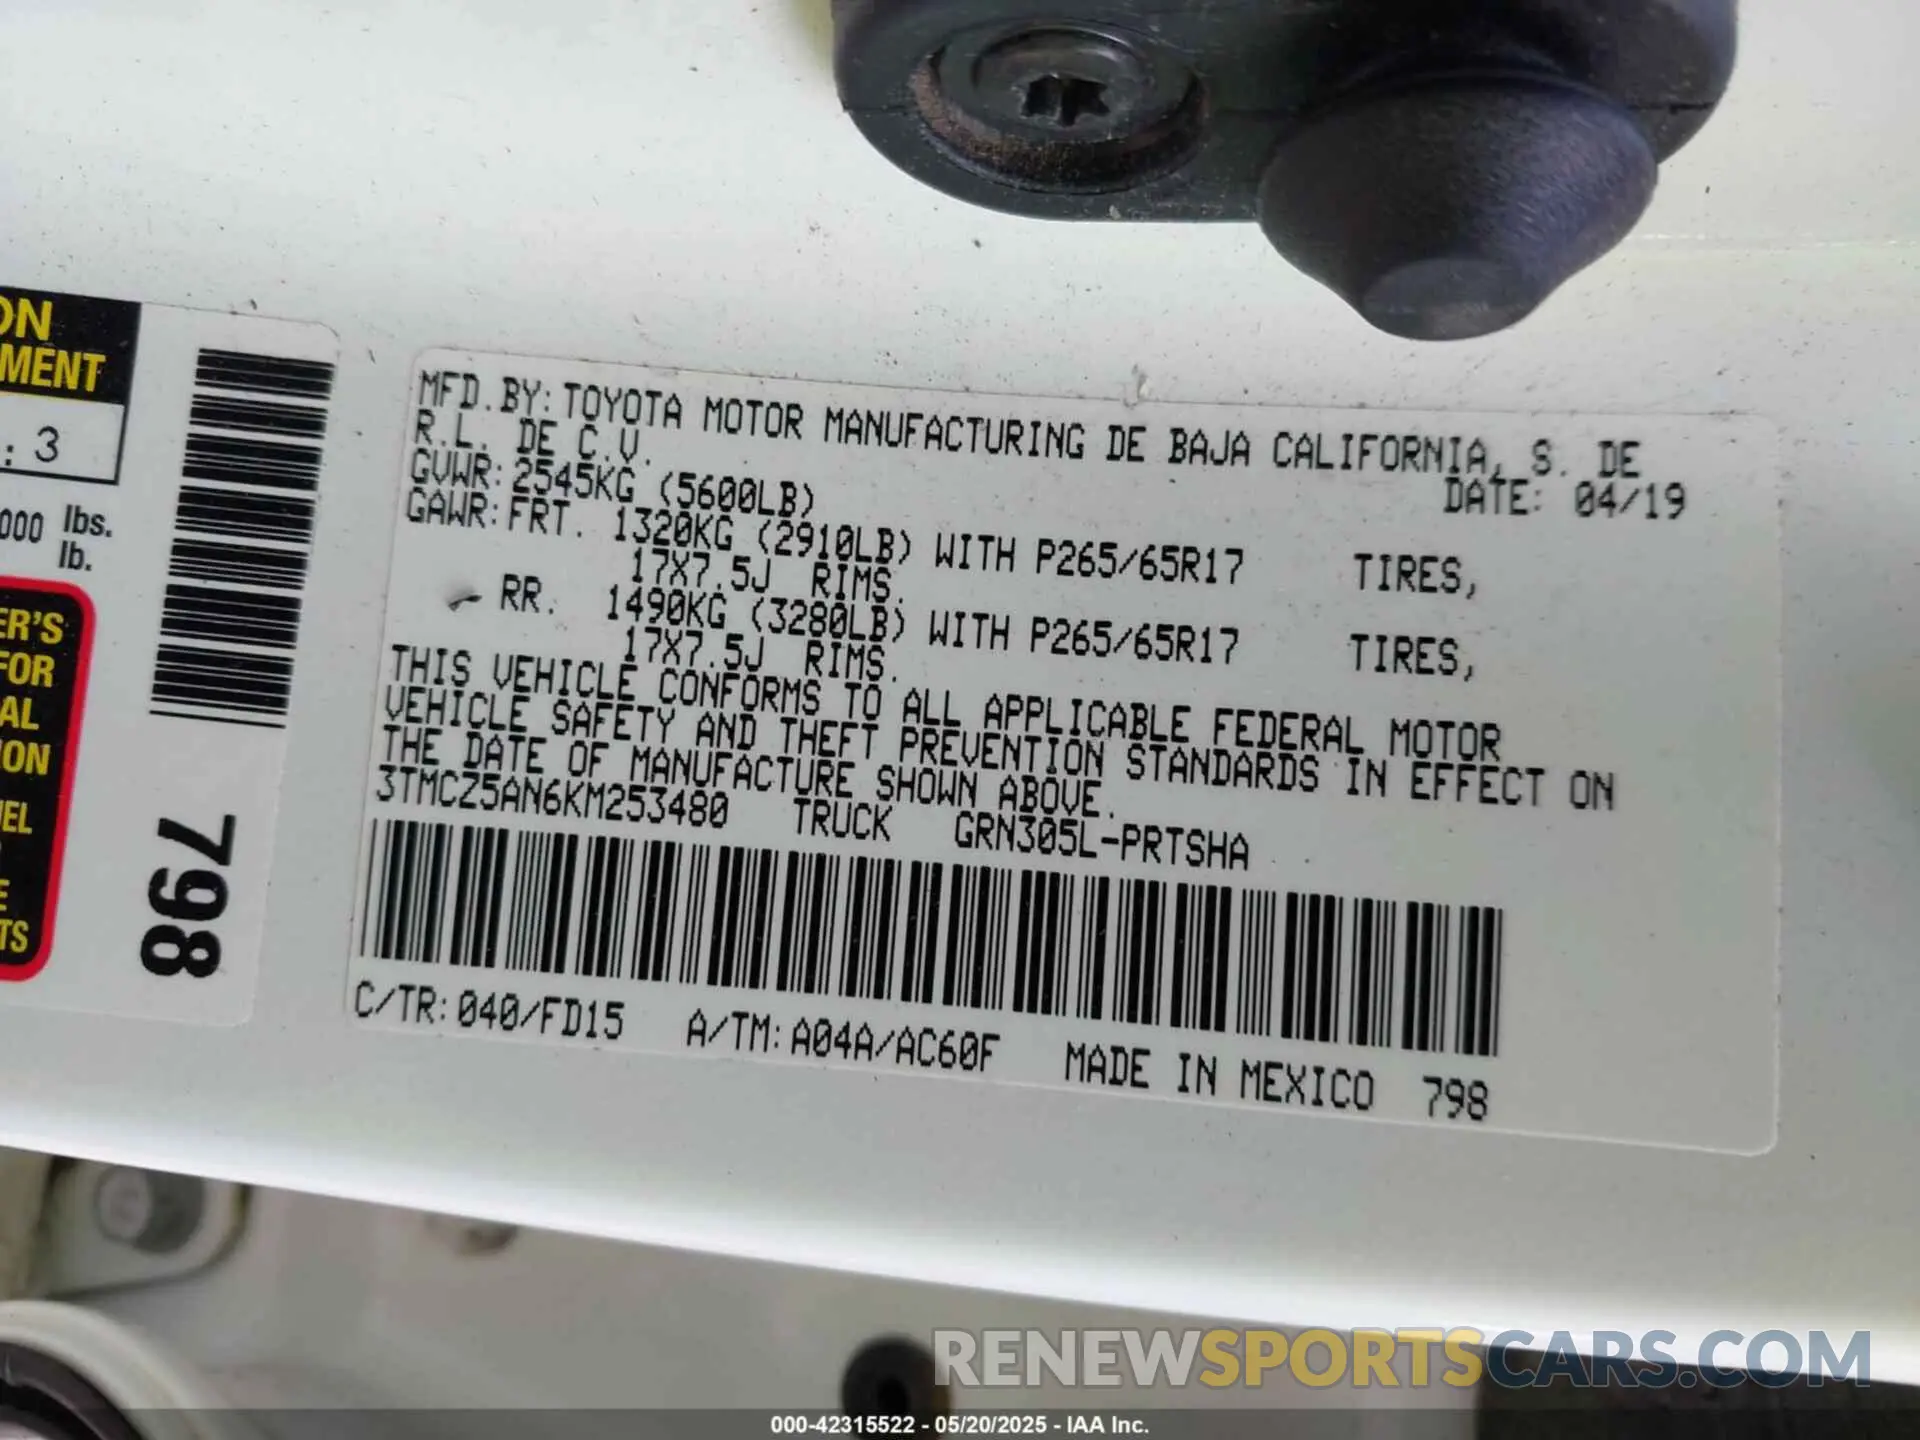 ON
MENT
: 3
000 lbs.
lb.
ER'S
FOR
AL
ION
EL
E
TS
798
MFD. BY: TOYOTA MOTOR MANUFACTURING DE BAJA CALIFORNIA, S. DE
R.L. DE C.V. DATE: 04/19
GVWR: 2545KG (5600LB)
GAWR: FRT. 1320KG (2910LB) WITH P265/65R17 TIRES,
17X7.5J RIMS.
RR. 1490KG (3280LB) WITH P265/65R17 TIRES,
17X7.5J RIMS.
THIS VEHICLE CONFORMS TO ALL APPLICABLE FEDERAL MOTOR
VEHICLE SAFETY AND THEFT PREVENTION STANDARDS IN EFFECT ON
THE DATE OF MANUFACTURE SHOWN ABOVE.
3TMCZ5AN6KM253480 TRUCK GRN305L-PRTSHA
C/TR: 040/FD15 A/TM: A04A/AC60F MADE IN MEXICO 798
RENEWSPORTSCARS.COM
000-42315522 - 05/20/2025 - IAA Inc.